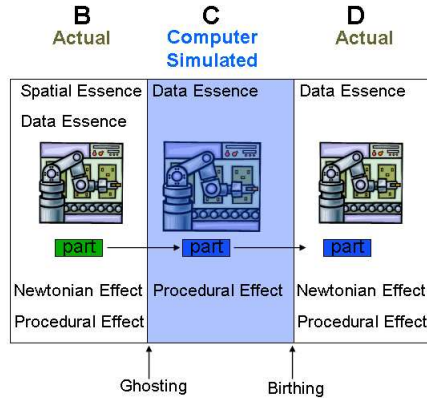 B
C
D
Actual
Computer
Simulated
Actual
Spatial Essence
Data Essence
Data Essence
Data Essence
part
part
part
Newtonian Effect
Procedural Effect
Procedural Effect
Newtonian Effect
Procedural Effect
Ghosting
Birthing